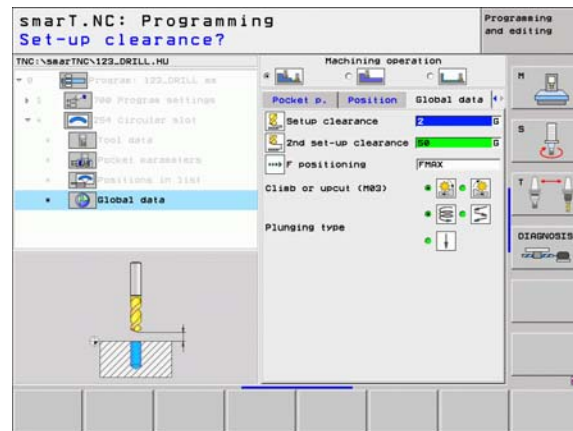 smarT.NC: Programming
Set-up clearance?
Programming
and editing
TNC:\smarTNC\123_DRILL.HU
0 Program: 123_DRILL mm
1 700 Program settings
254 Circular slot
Tool data
Pocket parameters
Positions in list
Global data
Machining operation
Pocket p. Position Global data
Setup clearance 2 G
2nd set-up clearance 50 G
F positioning FMAX
Climb or upcut (M03)
Plunging type
M
S
T
DIAGNOSIS